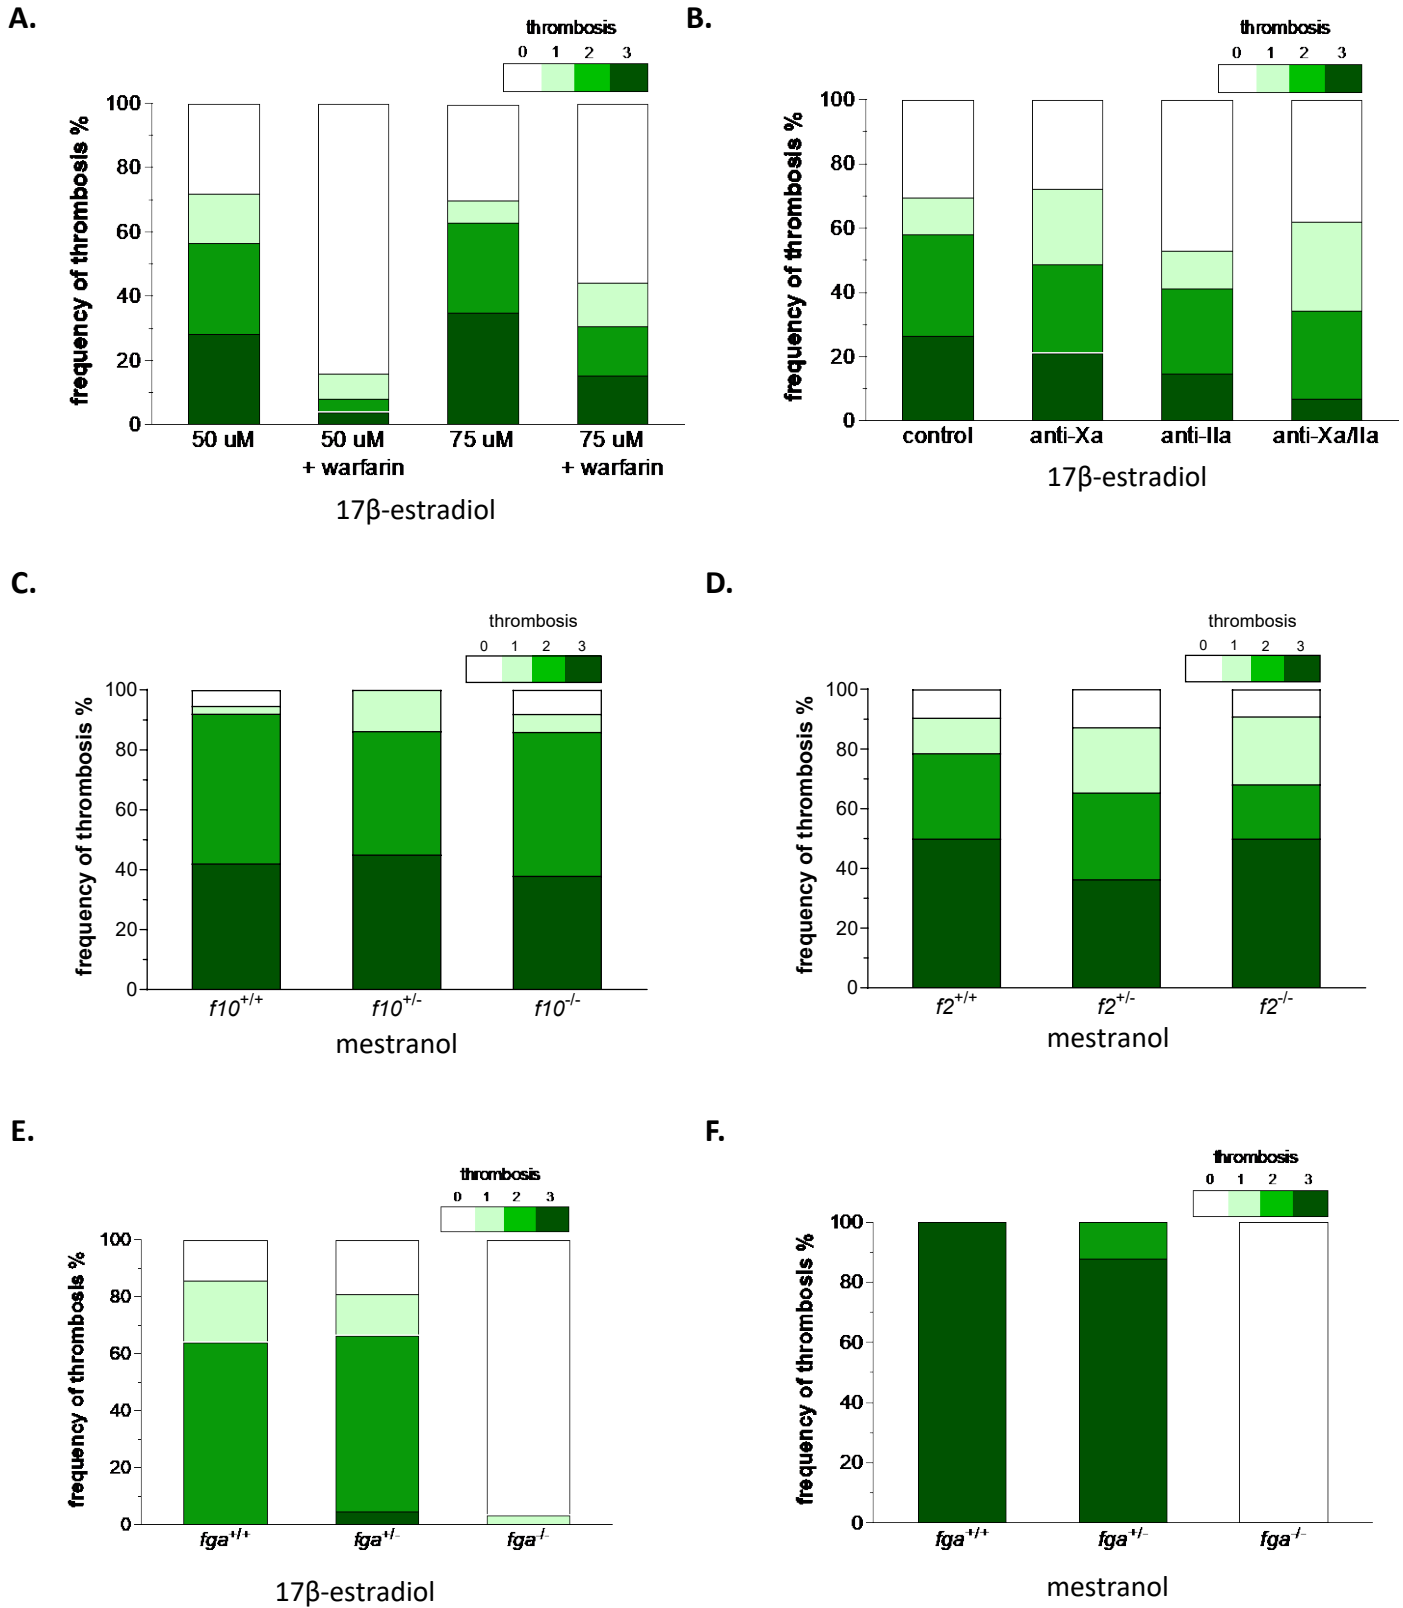 A.
thrombosis
0 1 2 3
frequency of thrombosis %
100
80
60
40
20
0
50 uM
50 uM
+ warfarin
75 uM
75 uM
+ warfarin
17β-estradiol
B.
thrombosis
0 1 2 3
frequency of thrombosis %
100
80
60
40
20
0
control
anti-Xa
anti-IIa
anti-Xa/IIa
17β-estradiol
C.
thrombosis
0 1 2 3
frequency of thrombosis %
100
80
60
40
20
0
f10+/+
f10+/-
f10-/-
mestranol
D.
thrombosis
0 1 2 3
frequency of thrombosis %
100
80
60
40
20
0
f2+/+
f2+/-
f2-/-
mestranol
E.
thrombosis
0 1 2 3
frequency of thrombosis %
100
80
60
40
20
0
fga+/+
fga+/-
fga-/-
17β-estradiol
F.
thrombosis
0 1 2 3
frequency of thrombosis %
100
80
60
40
20
0
fga+/+
fga+/-
fga-/-
mestranol